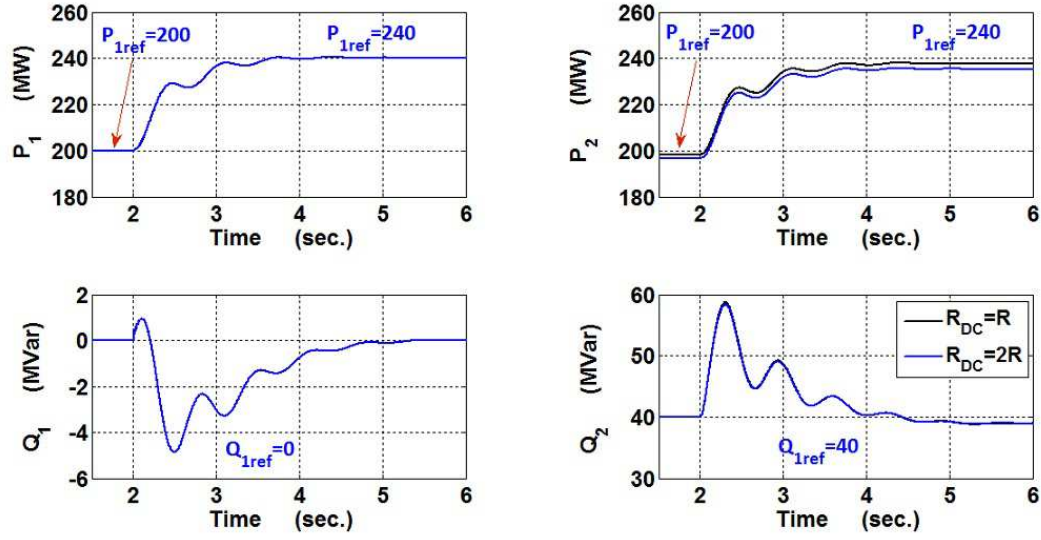 260
240
220
200
180
P1 (MW)
P1ref=200
P1ref=240
2 3 4 5 6
Time (sec.)
260
240
220
200
180
P2 (MW)
P1ref=200
P1ref=240
2 3 4 5 6
Time (sec.)
2
0
-2
-4
-6
Q1 (MVar)
Q1ref=0
2 3 4 5 6
Time (sec.)
60
50
40
30
Q2 (MVar)
RDC=R
RDC=2R
Q1ref=40
2 3 4 5 6
Time (sec.)